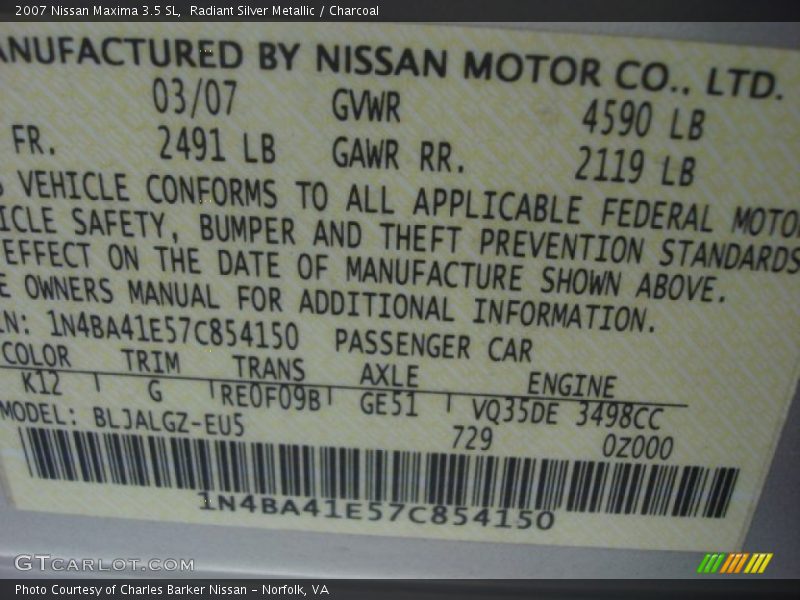 2007 Nissan Maxima 3.5 SL, Radiant Silver Metallic / Charcoal
ANUFACTURED BY NISSAN MOTOR CO., LTD.
03/07 GVWR 4590 LB
FR. 2491 LB GAWR RR. 2119 LB
S VEHICLE CONFORMS TO ALL APPLICABLE FEDERAL MOTO
ICLE SAFETY, BUMPER AND THEFT PREVENTION STANDARDS
EFFECT ON THE DATE OF MANUFACTURE SHOWN ABOVE.
E OWNERS MANUAL FOR ADDITIONAL INFORMATION.
IN: 1N4BA41E57C854150 PASSENGER CAR
COLOR TRIM TRANS AXLE ENGINE
K12 G RE0F09B GE51 VQ35DE 3498CC
MODEL: BLJALGZ-EU5 729 0Z000
1N4BA41E57C854150
GTCARLOT.COM
Photo Courtesy of Charles Barker Nissan – Norfolk, VA